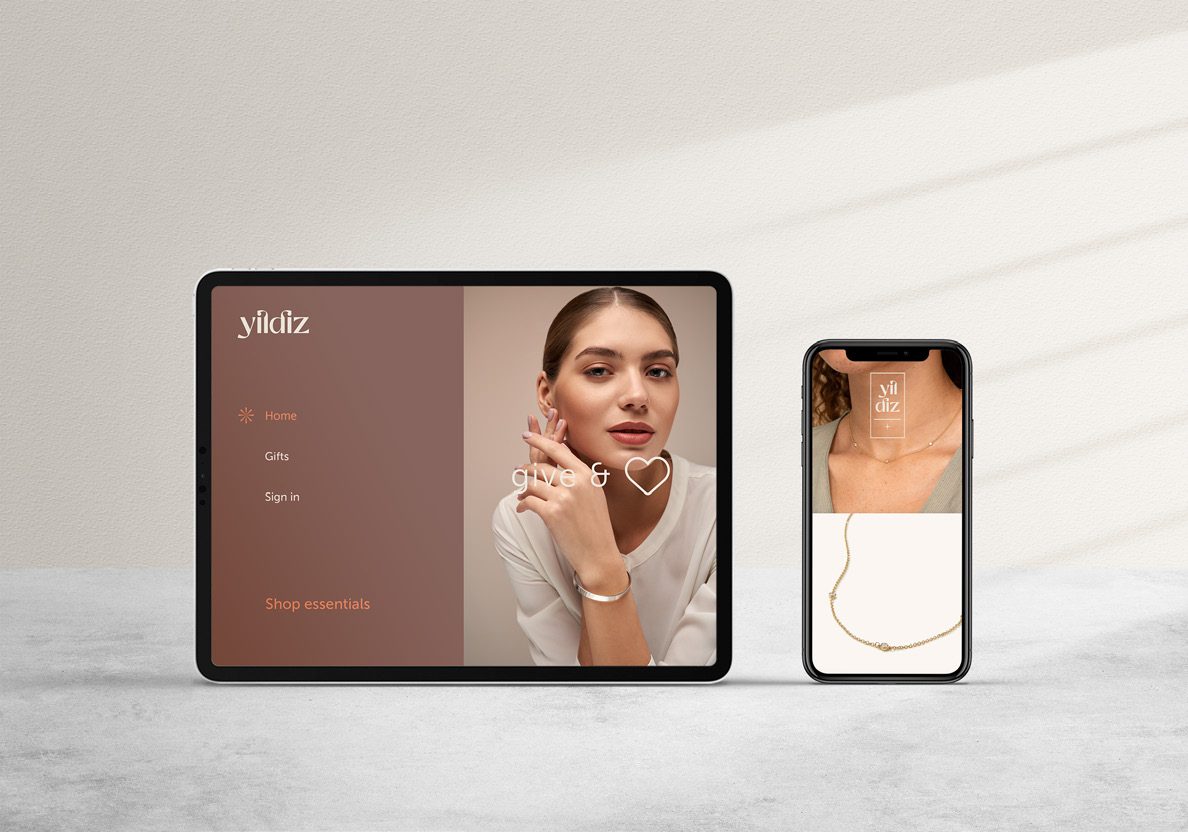 yildiz
Home
Gifts
Sign in
Shop essentials
give &
yil
diz